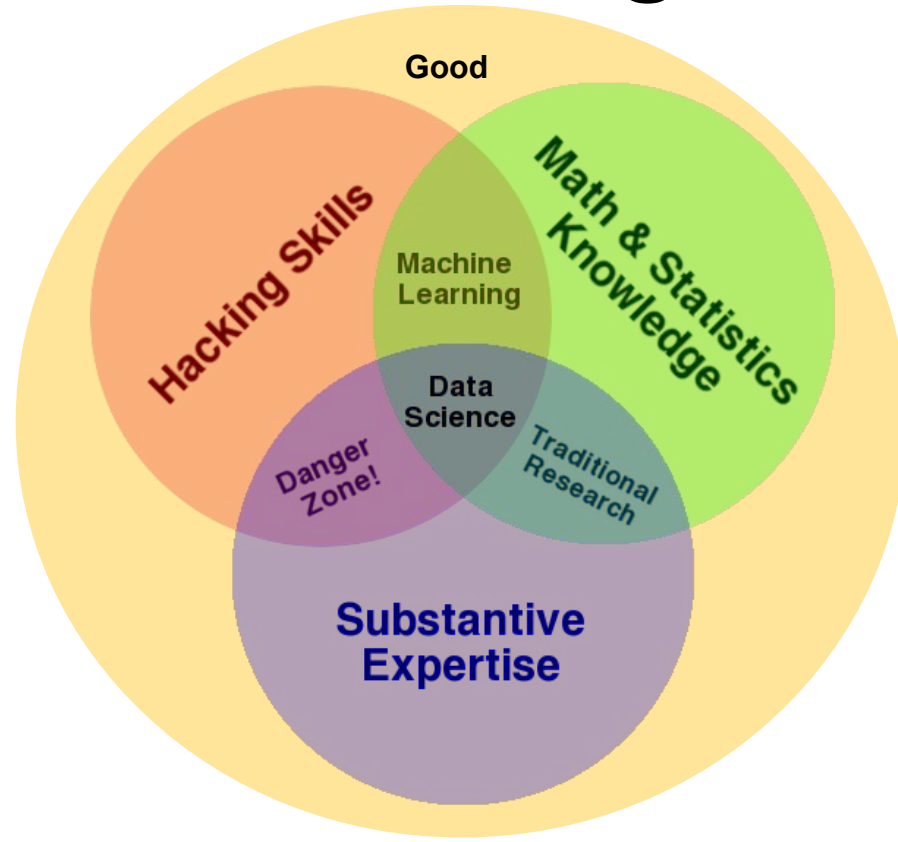 Good
Hacking Skills
Math & Statistics
Knowledge
Machine
Learning
Data
Science
Danger
Zone!
Traditional
Research
Substantive
Expertise